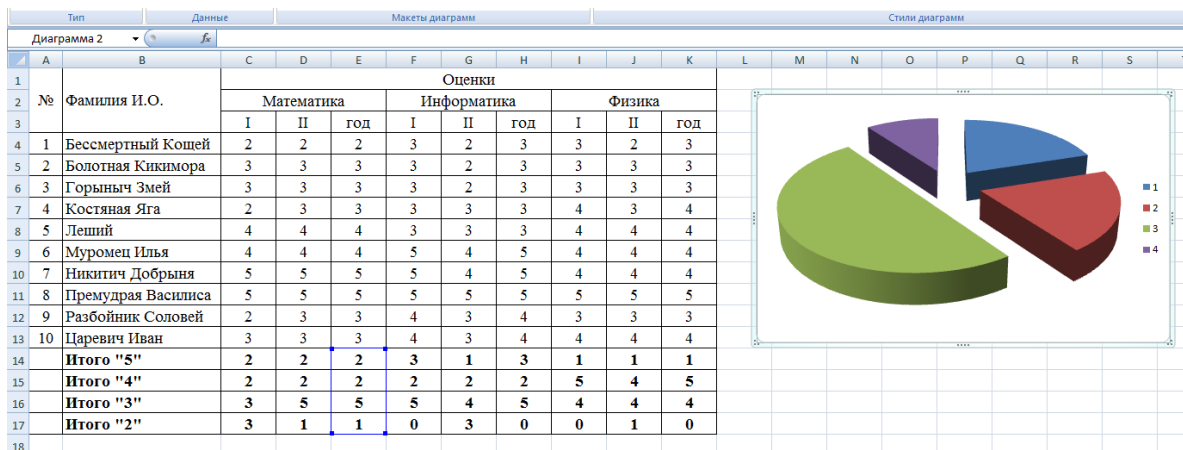 Тип Данные Макеты диаграмм Стили диаграмм
Диаграмма 2 fx
A B C D E F G H I J K L M N O P Q R S
1 Оценки
2 № Фамилия И.О. Математика Информатика Физика
3 I II год I II год I II год
4 1 Бессмертный Кощей 2 2 2 3 2 3 3 2 3
5 2 Болотная Кикимора 3 3 3 3 2 3 3 3 3
6 3 Горыныч Змей 3 3 3 3 2 3 3 3 3
7 4 Костяная Яга 2 3 3 3 3 3 4 3 4
8 5 Леший 4 4 4 3 3 3 4 4 4
9 6 Муромец Илья 4 4 4 5 4 5 4 4 4
10 7 Никитич Добрыня 5 5 5 5 4 5 4 4 4
11 8 Премудрая Василиса 5 5 5 5 5 5 5 5 5
12 9 Разбойник Соловей 2 3 3 4 3 4 3 3 3
13 10 Царевич Иван 3 3 3 4 3 4 4 4 4
14 Итого "5" 2 2 2 3 1 3 1 1 1
15 Итого "4" 2 2 2 2 2 2 5 4 5
16 Итого "3" 3 5 5 5 4 5 4 4 4
17 Итого "2" 3 1 1 0 3 0 0 1 0
18
1
2
3
4